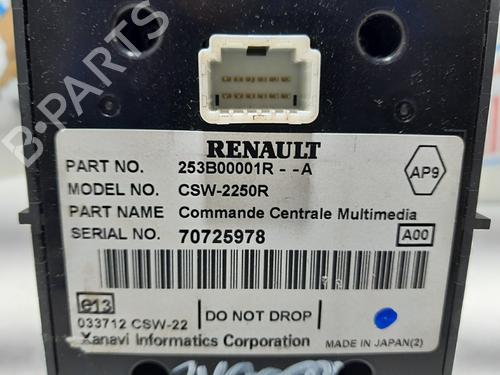 B-PARTS
RENAULT
PART NO. 253B00001R - -A
AP9
MODEL NO. CSW-2250R
PART NAME Commande Centrale Multimedia
SERIAL NO. 70725978 A00
e13 DO NOT DROP
033712 CSW-22
Xanavi Informatics Corporation MADE IN JAPAN(2)